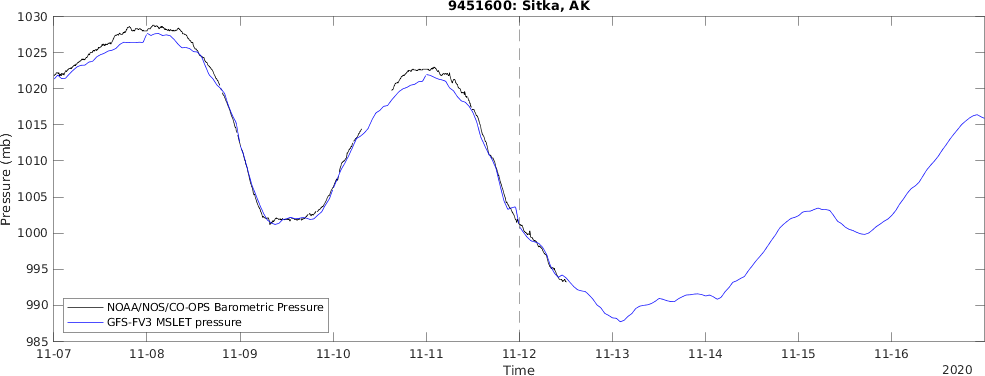 9451600: Sitka, AK
Pressure (mb)
1030
1025
1020
1015
1010
1005
1000
995
990
985
NOAA/NOS/CO-OPS Barometric Pressure
GFS-FV3 MSLET pressure
11-07 11-08 11-09 11-10 11-11 11-12 11-13 11-14 11-15 11-16
Time
2020